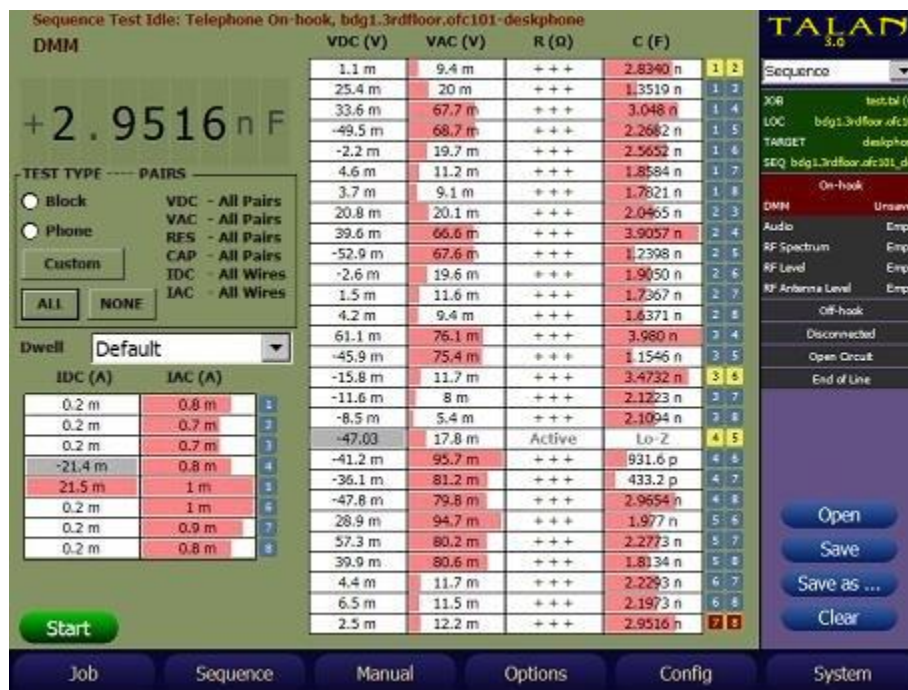 Sequence Test Idle: Telephone On-hook, bdg1.3rdfloor.ofc101-deskphone
DMM
+2.9516 n F
TEST TYPE ---- PAIRS
Block
Phone
Custom
ALL NONE
VDC - All Pairs
VAC - All Pairs
RES - All Pairs
CAP - All Pairs
IDC - All Wires
IAC - All Wires
Dwell Default
IDC (A) IAC (A)
0.2 m 0.8 m 1
0.2 m 0.7 m 2
0.2 m 0.7 m 3
-21.4 m 0.8 m 4
21.5 m 1 m 5
0.2 m 1 m 6
0.2 m 0.9 m 7
0.2 m 0.8 m 8
Start
VDC (V) VAC (V) R (Ω) C (F)
1.1 m 9.4 m +++ 2.8340 n 1 2
25.4 m 20 m +++ 1.3519 n 1 3
33.6 m 67.7 m +++ 3.048 n 1 4
-49.5 m 68.7 m +++ 2.2682 n 1 5
-2.2 m 19.7 m +++ 2.5652 n 1 6
4.6 m 11.2 m +++ 1.8584 n 1 7
3.7 m 9.1 m +++ 1.7821 n 1 8
20.8 m 20.1 m +++ 2.0465 n 2 3
39.6 m 66.6 m +++ 3.9057 n 2 4
-52.9 m 67.6 m +++ 1.2398 n 2 5
-2.6 m 19.6 m +++ 1.9050 n 2 6
1.5 m 11.6 m +++ 1.7367 n 2 7
4.2 m 9.4 m +++ 1.6371 n 2 8
61.1 m 76.1 m +++ 3.980 n 3 4
-45.9 m 75.4 m +++ 1.1546 n 3 5
-15.8 m 11.7 m +++ 3.4732 n 3 6
-11.6 m 8 m +++ 2.1223 n 3 7
-8.5 m 5.4 m +++ 2.1094 n 3 8
-47.03 17.8 m Active Lo-Z 4 5
-41.2 m 95.7 m +++ 931.6 p 4 6
-36.1 m 81.2 m +++ 433.2 p 4 7
-47.8 m 79.8 m +++ 2.9654 n 4 8
28.9 m 94.7 m +++ 1.977 n 5 6
57.3 m 80.2 m +++ 2.2773 n 5 7
39.9 m 80.6 m +++ 1.8134 n 5 8
4.4 m 11.7 m +++ 2.2293 n 6 7
6.5 m 11.5 m +++ 2.1973 n 6 8
2.5 m 12.2 m +++ 2.9516 n 7 8
TALAN
3.0
Sequence
JOB test.tal (
LOC bdg1.3rdfloor.ofc1
TARGET deskphor
SEQ bdg1.3rdfloor.ofc101_d
On-hook
DMM Unsav
Audio Emp
RF Spectrum Emp
RF Level Emp
RF Antenna Level Emp
Off-hook
Disconnected
Open Circuit
End of Line
Open
Save
Save as ...
Clear
Job Sequence Manual Options Config System